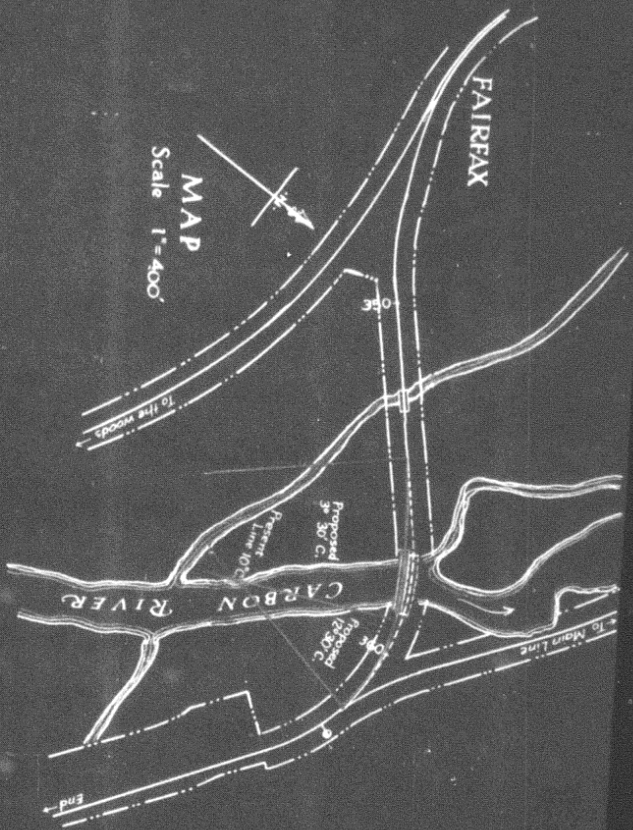 FAIRFAX
MAP
Scale 1"=400'
350
To the woods
Proposed
3° 30' C.
Present
Line 10° C.
CARBON RIVER
Proposed
12°30' C.
360
To Main Line
End